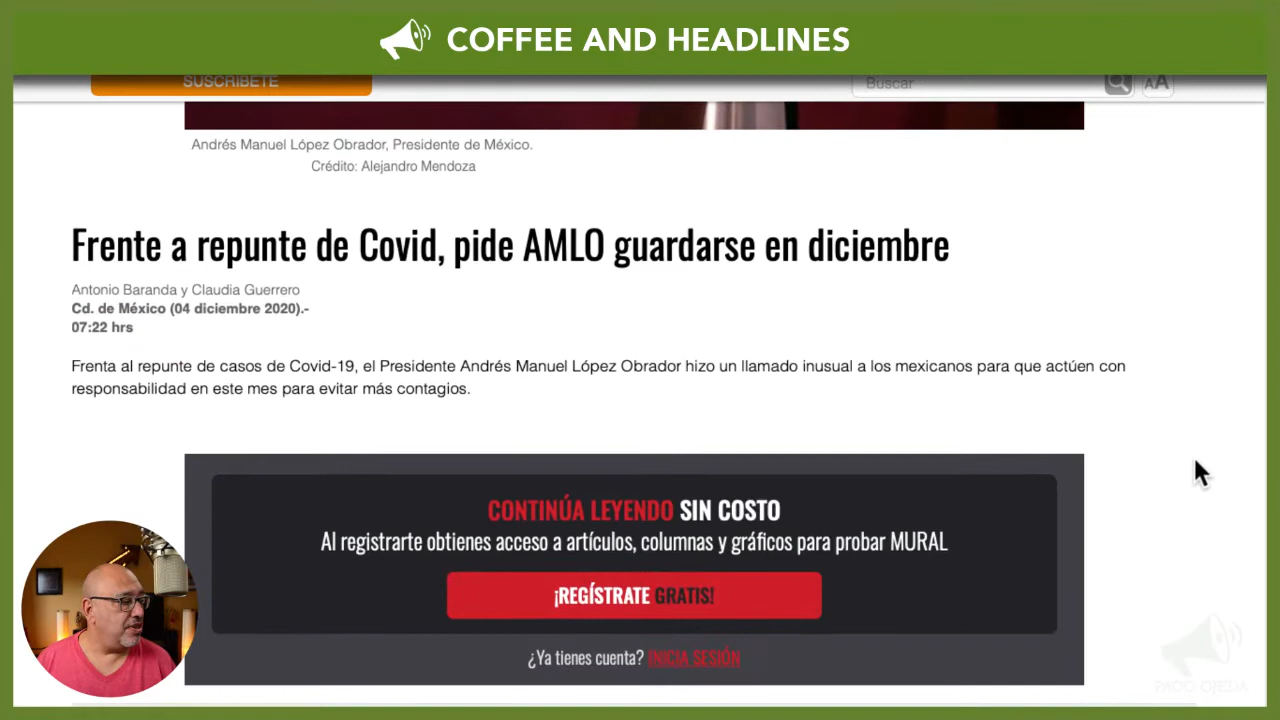 COFFEE AND HEADLINES
SUSCRÍBETE
Buscar
AA
Andrés Manuel López Obrador, Presidente de México.
Crédito: Alejandro Mendoza
Frente a repunte de Covid, pide AMLO guardarse en diciembre
Antonio Baranda y Claudia Guerrero
Cd. de México (04 diciembre 2020).-
07:22 hrs
Frenta al repunte de casos de Covid-19, el Presidente Andrés Manuel López Obrador hizo un llamado inusual a los mexicanos para que actúen con
responsabilidad en este mes para evitar más contagios.
CONTINÚA LEYENDO SIN COSTO
Al registrarte obtienes acceso a artículos, columnas y gráficos para probar MURAL
¡REGÍSTRATE GRATIS!
¿Ya tienes cuenta? INICIA SESIÓN
PACO OJEDA